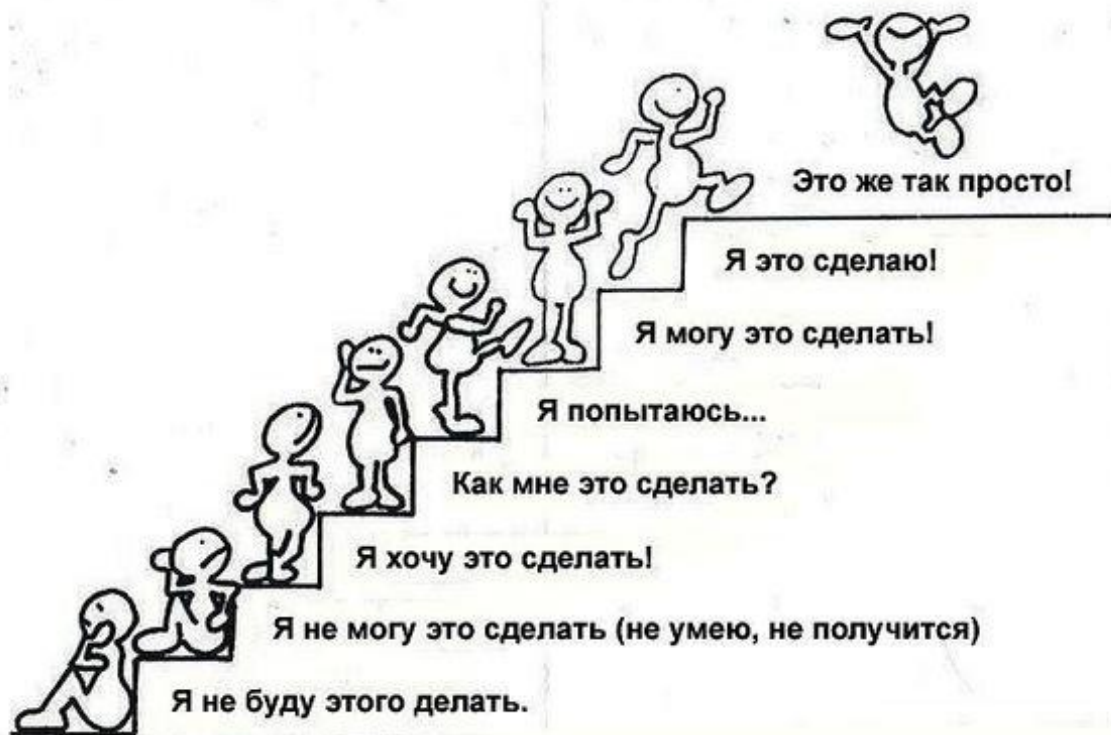 Это же так просто!
Я это сделаю!
Я могу это сделать!
Я попытаюсь...
Как мне это сделать?
Я хочу это сделать!
Я не могу это сделать (не умею, не получится)
Я не буду этого делать.